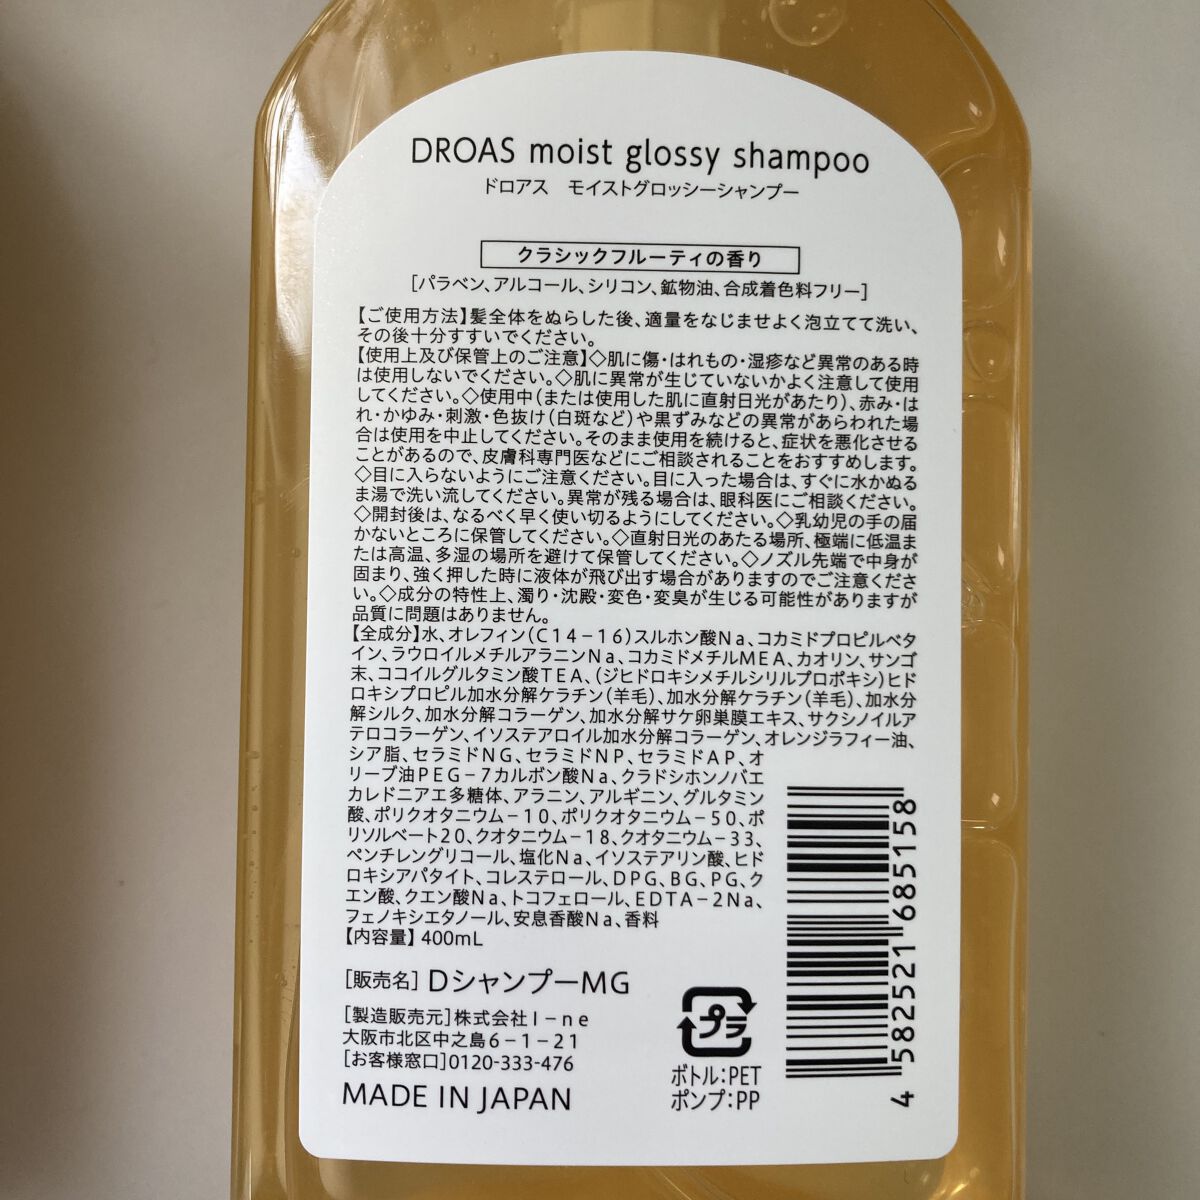 DROAS moist glossy shampoo
ドロアス　モイストグロッシーシャンプー
クラシックフルーティの香り
[パラベン、アルコール、シリコン、鉱物油、合成着色料フリー]
【ご使用方法】髪全体をぬらした後、適量をなじませよく泡立てて洗い、
その後十分すすいでください。
【使用上及び保管上のご注意】◇肌に傷・はれもの・湿疹など異常のある時
は使用しないでください。◇肌に異常が生じていないかよく注意して使用
してください。◇使用中(または使用した肌に直射日光があたり)、赤み・は
れ・かゆみ・刺激・色抜け(白斑など)や黒ずみなどの異常があらわれた場
合は使用を中止してください。そのまま使用を続けると、症状を悪化させる
ことがあるので、皮膚科専門医などにご相談されることをおすすめします。
◇目に入らないようにご注意ください。目に入った場合は、すぐに水かぬる
ま湯で洗い流してください。異常が残る場合は、眼科医にご相談ください。
◇開封後は、なるべく早く使い切るようにしてください。◇乳幼児の手の届
かないところに保管してください。◇直射日光のあたる場所、極端に低温ま
たは高温、多湿の場所を避けて保管してください。◇ノズル先端で中身が
固まり、強く押した時に液体が飛び出す場合がありますのでご注意くださ
い。◇成分の特性上、濁り・沈殿・変色・変臭が生じる可能性がありますが
品質に問題はありません。
【全成分】水、オレフィン(C14-16)スルホン酸Na、コカミドプロピルベタ
イン、ラウロイルメチルアラニンNa、コカミドメチルMEA、カオリン、サンゴ
末、ココイルグルタミン酸TEA、(ジヒドロキシメチルシリルプロポキシ)ヒド
ロキシプロピル加水分解ケラチン(羊毛)、加水分解ケラチン(羊毛)、加水分
解シルク、加水分解コラーゲン、加水分解サケ卵巣膜エキス、サクシノイルア
テロコラーゲン、イソステアロイル加水分解コラーゲン、オレンジラフィー油、
シア脂、セラミドNG、セラミドNP、セラミドAP、オ
リーブ油PEG-7カルボン酸Na、クラドシホンノバエ
カレドニアエ多糖体、アラニン、アルギニン、グルタミン
酸、ポリクオタニウム-10、ポリクオタニウム-50、ポ
リソルベート20、クオタニウム-18、クオタニウム-33、
ペンチレングリコール、塩化Na、イソステアリン酸、ヒド
ロキシアパタイト、コレステロール、DPG、BG、PG、ク
エン酸、クエン酸Na、トコフェロール、EDTA-2Na、
フェノキシエタノール、安息香酸Na、香料
【内容量】400mL
[販売名] DシャンプーMG
[製造販売元]株式会社I-ne
大阪市北区中之島6-1-21
[お客様窓口]0120-333-476
MADE IN JAPAN
プラ
ボトル:PET
ポンプ:PP
4 582521 685158